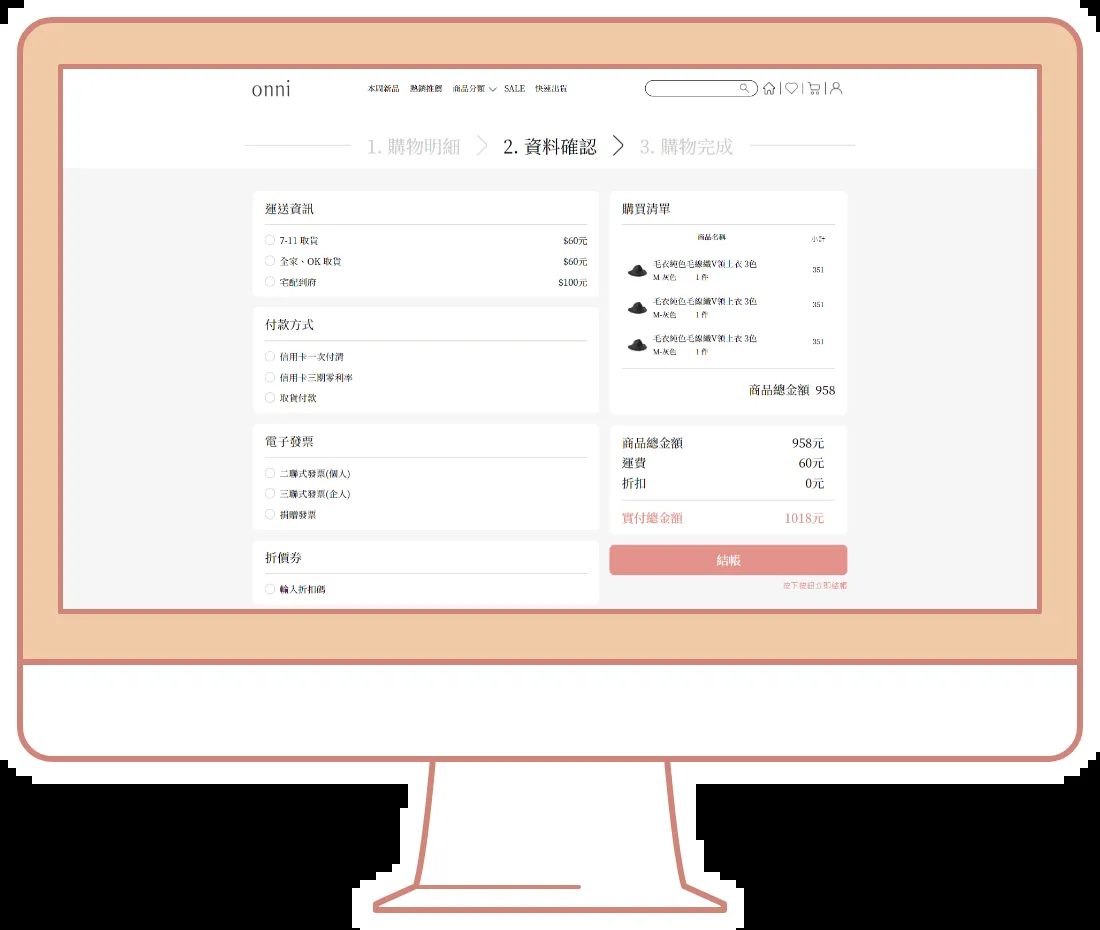 onni 本周新品 熱銷推薦 商品分類 SALE 快速出貨
1. 購物明細 2. 資料確認 3. 購物完成
運送資訊
7-11 取貨 $60元
全家、OK 取貨 $60元
宅配到府 $100元
付款方式
信用卡一次付清
信用卡三期零利率
取貨付款
電子發票
二聯式發票(個人)
三聯式發票(企人)
捐贈發票
折價券
輸入折扣碼
購買清單
商品名稱 小計
毛衣純色毛線織V領上衣 3色
M-灰色 1 件 351
毛衣純色毛線織V領上衣 3色
M-灰色 1 件 351
毛衣純色毛線織V領上衣 3色
M-灰色 1 件 351
商品總金額 958
商品總金額 958元
運費 60元
折扣 0元
實付總金額 1018元
結帳
按下按鈕立即結帳